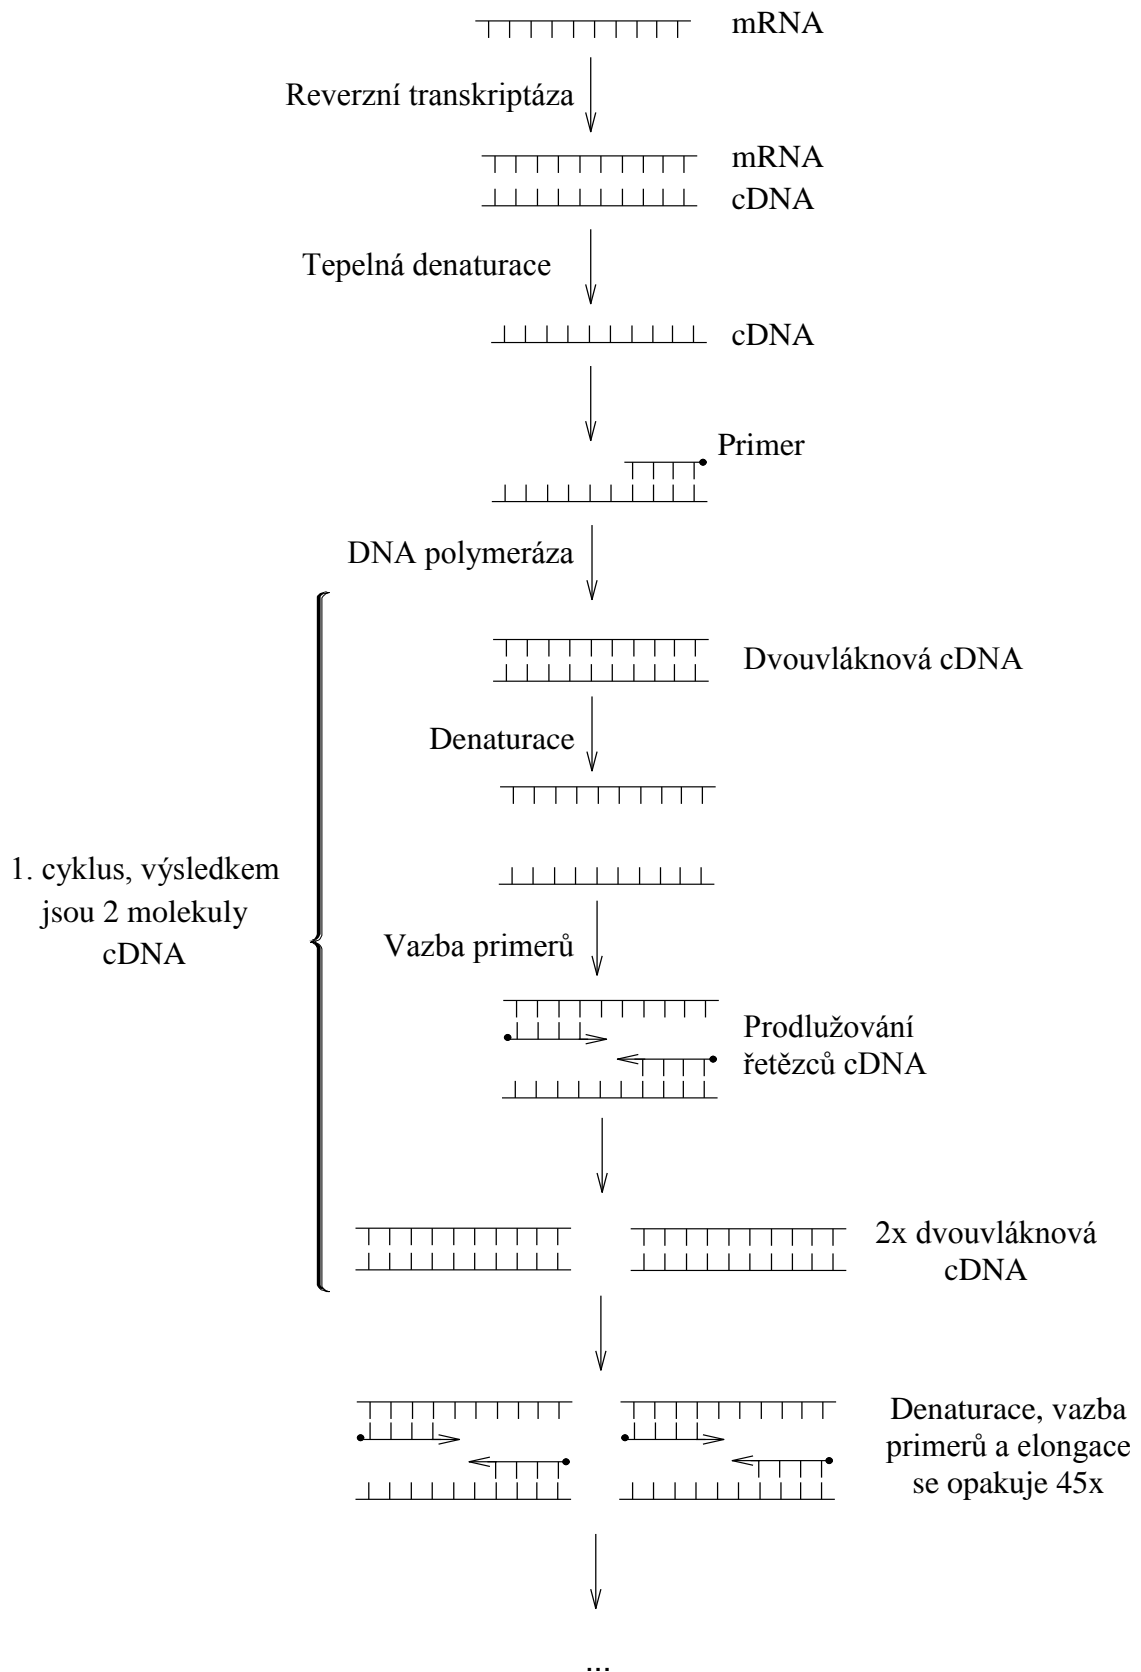 mRNA
Reverzní transkriptáza
mRNA
cDNA
Tepelná denaturace
cDNA
Primer
DNA polymeráza
Dvouvláknová cDNA
Denaturace
1. cyklus, výsledkem
jsou 2 molekuly
cDNA
Vazba primerů
Prodlužování
řetězců cDNA
2x dvouvláknová
cDNA
Denaturace, vazba
primerů a elongace
se opakuje 45x
...